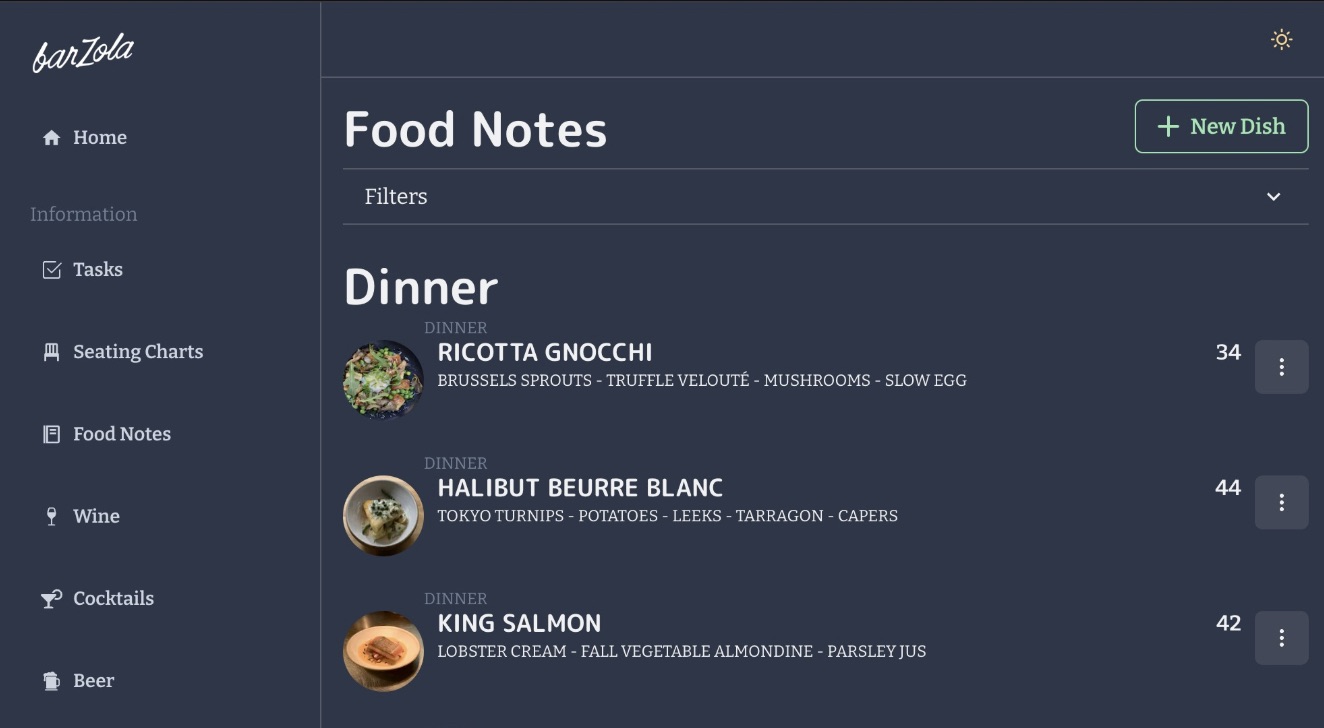 barZola
Home
Information
Tasks
Seating Charts
Food Notes
Wine
Cocktails
Beer
Food Notes
New Dish
Filters
Dinner
DINNER
RICOTTA GNOCCHI
34
BRUSSELS SPROUTS - TRUFFLE VELOUTÉ - MUSHROOMS - SLOW EGG
DINNER
HALIBUT BEURRE BLANC
44
TOKYO TURNIPS - POTATOES - LEEKS - TARRAGON - CAPERS
DINNER
KING SALMON
42
LOBSTER CREAM - FALL VEGETABLE ALMONDINE - PARSLEY JUS